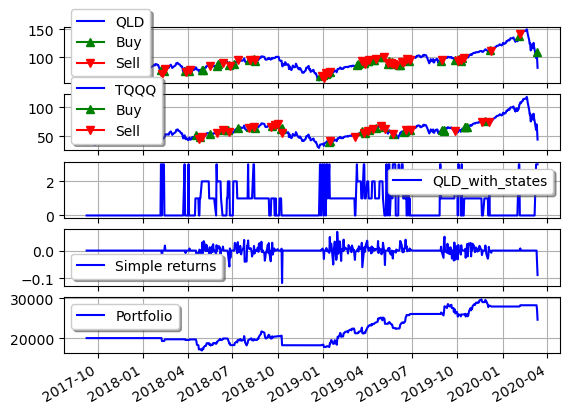 150
100
QLD
Buy
Sell
100
50
TQQQ
Buy
Sell
2
0
QLD_with_states
0.0
−0.1
Simple returns
30000
20000
Portfolio
2017-10
2018-01
2018-04
2018-07
2018-10
2019-01
2019-04
2019-07
2019-10
2020-01
2020-04